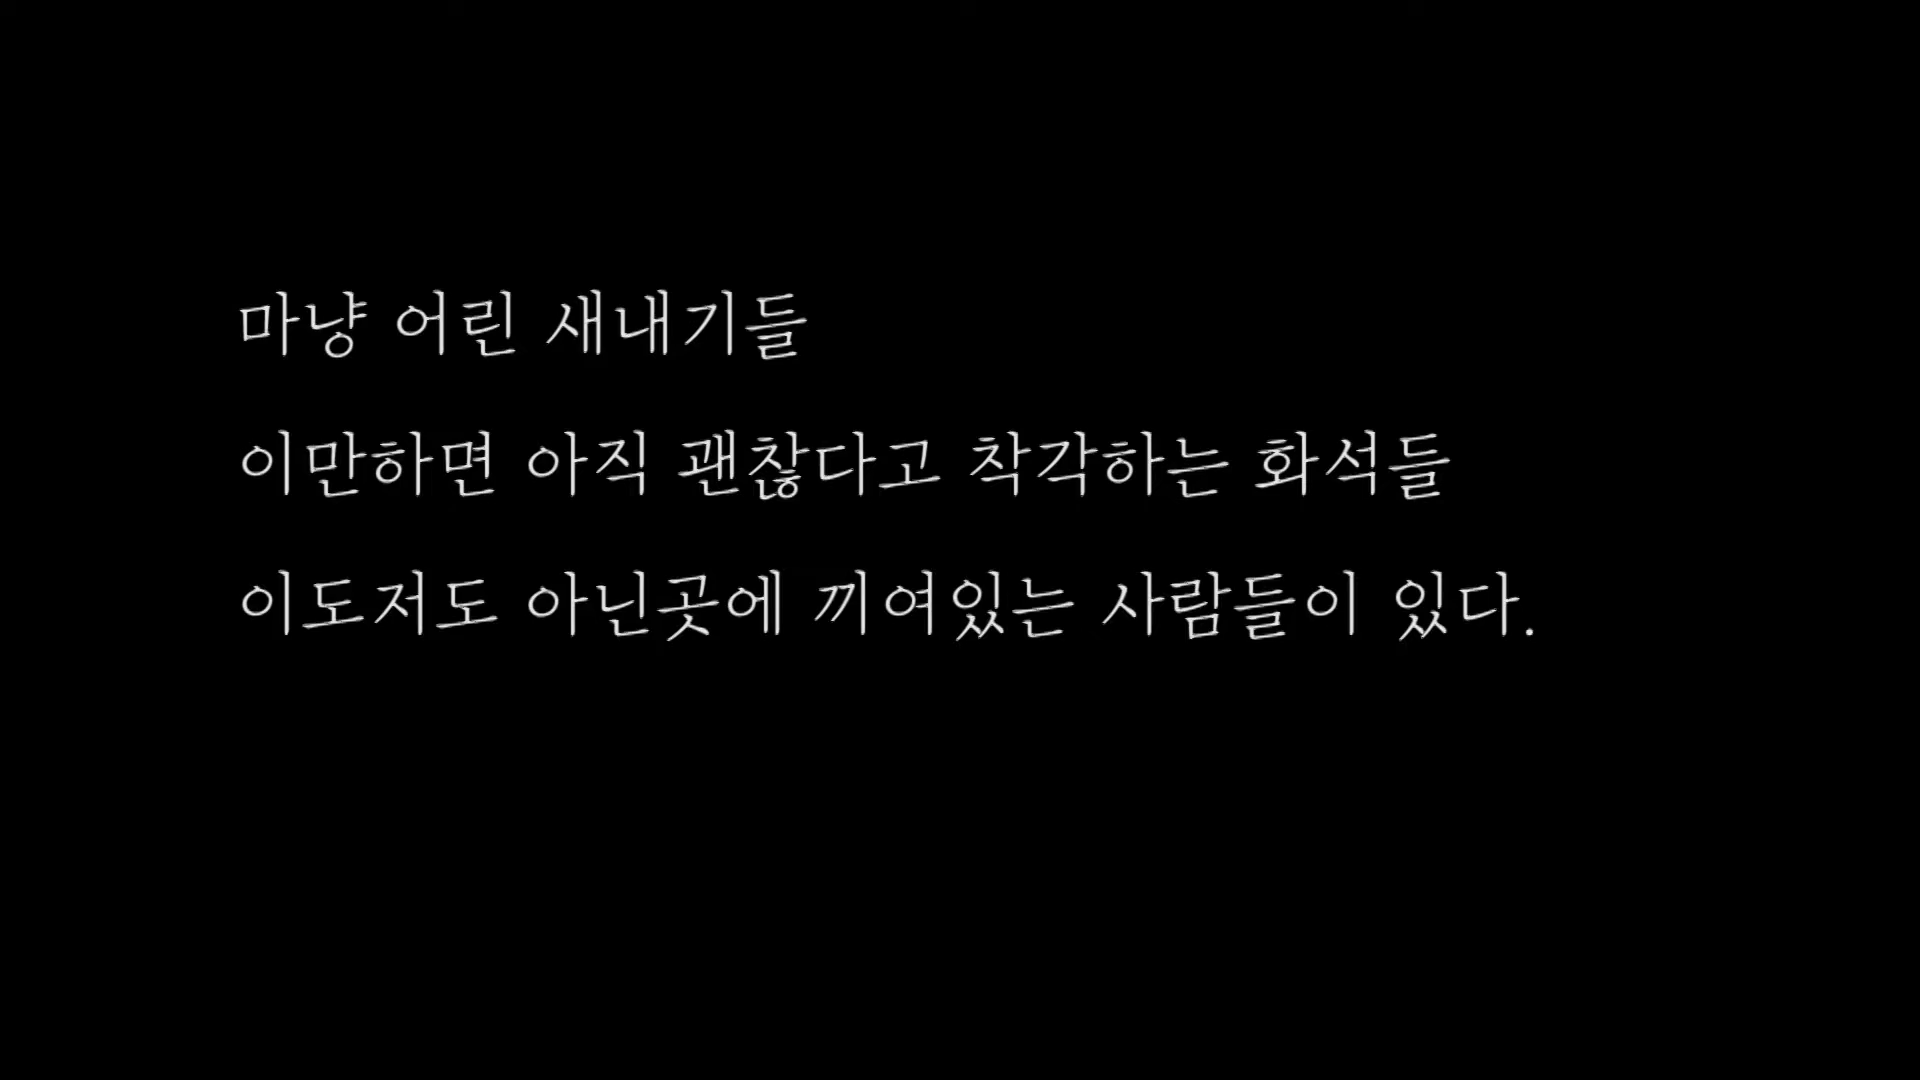 마냥 어린 새내기들
이만하면 아직 괜찮다고 착각하는 화석들
이도저도 아닌곳에 끼여있는 사람들이 있다.